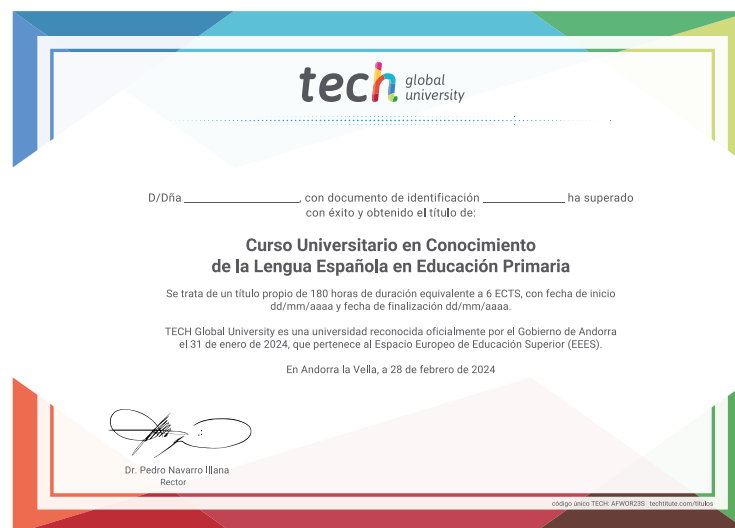 tech global university
D/Dña ____________________, con documento de identificación ______________ ha superado
con éxito y obtenido el título de:
Curso Universitario en Conocimiento
de la Lengua Española en Educación Primaria
Se trata de un título propio de 180 horas de duración equivalente a 6 ECTS, con fecha de inicio
dd/mm/aaaa y fecha de finalización dd/mm/aaaa.
TECH Global University es una universidad reconocida oficialmente por el Gobierno de Andorra
el 31 de enero de 2024, que pertenece al Espacio Europeo de Educación Superior (EEES).
En Andorra la Vella, a 28 de febrero de 2024
Dr. Pedro Navarro Illana
Rector
código único TECH: AFWOR23S techtitute.com/titulos